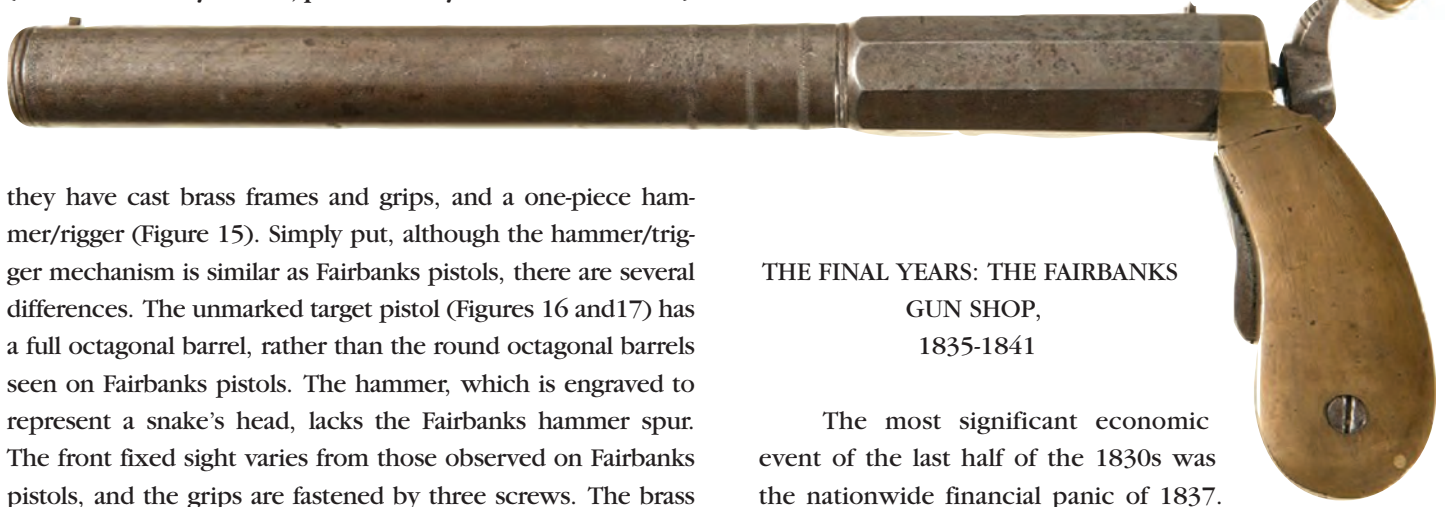 they have cast brass frames and grips, and a one-piece ham-
mer/rigger (Figure 15). Simply put, although the hammer/trig-
ger mechanism is similar as Fairbanks pistols, there are several
differences. The unmarked target pistol (Figures 16 and17) has
a full octagonal barrel, rather than the round octagonal barrels
seen on Fairbanks pistols. The hammer, which is engraved to
represent a snake's head, lacks the Fairbanks hammer spur.
The front fixed sight varies from those observed on Fairbanks
pistols, and the grips are fastened by three screws. The brass
THE FINAL YEARS: THE FAIRBANKS
GUN SHOP,
1835-1841
The most significant economic
event of the last half of the 1830s was
the nationwide financial panic of 1837.